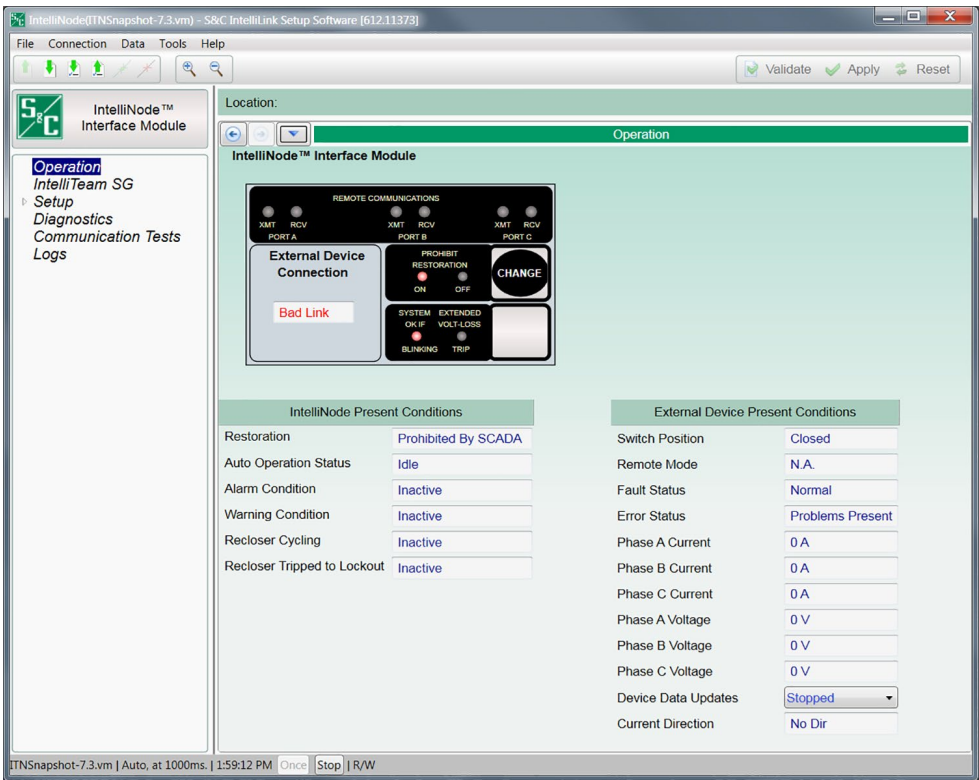 IntelliNode(ITNSnapshot-7.3.vm) - S&C IntelliLink Setup Software [612.11373]
File Connection Data Tools Help
Validate Apply Reset
S&C
IntelliNode™
Interface Module
Location:
Operation
Operation
IntelliTeam SG
Setup
Diagnostics
Communication Tests
Logs
IntelliNode™ Interface Module
REMOTE COMMUNICATIONS
XMT RCV XMT RCV XMT RCV
PORT A PORT B PORT C
External Device
Connection
Bad Link
PROHIBIT
RESTORATION
ON OFF
CHANGE
SYSTEM EXTENDED
OK IF VOLT-LOSS
BLINKING TRIP
IntelliNode Present Conditions
Restoration Prohibited By SCADA
Auto Operation Status Idle
Alarm Condition Inactive
Warning Condition Inactive
Recloser Cycling Inactive
Recloser Tripped to Lockout Inactive
External Device Present Conditions
Switch Position Closed
Remote Mode N.A.
Fault Status Normal
Error Status Problems Present
Phase A Current 0 A
Phase B Current 0 A
Phase C Current 0 A
Phase A Voltage 0 V
Phase B Voltage 0 V
Phase C Voltage 0 V
Device Data Updates Stopped
Current Direction No Dir
ITNSnapshot-7.3.vm | Auto, at 1000ms. | 1:59:12 PM Once Stop | R/W